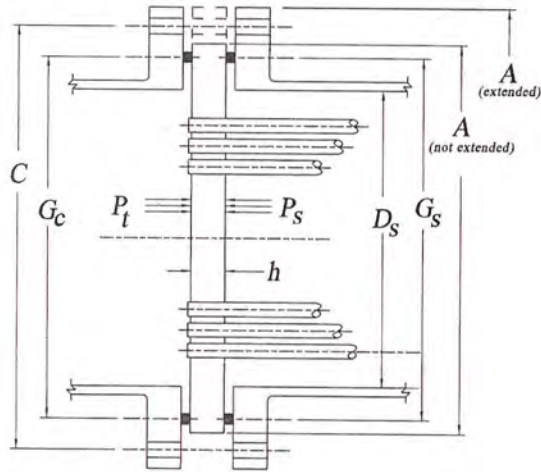 A
(extended)
A
(not extended)
C
G_c
P_t
P_s
D_s
G_s
h